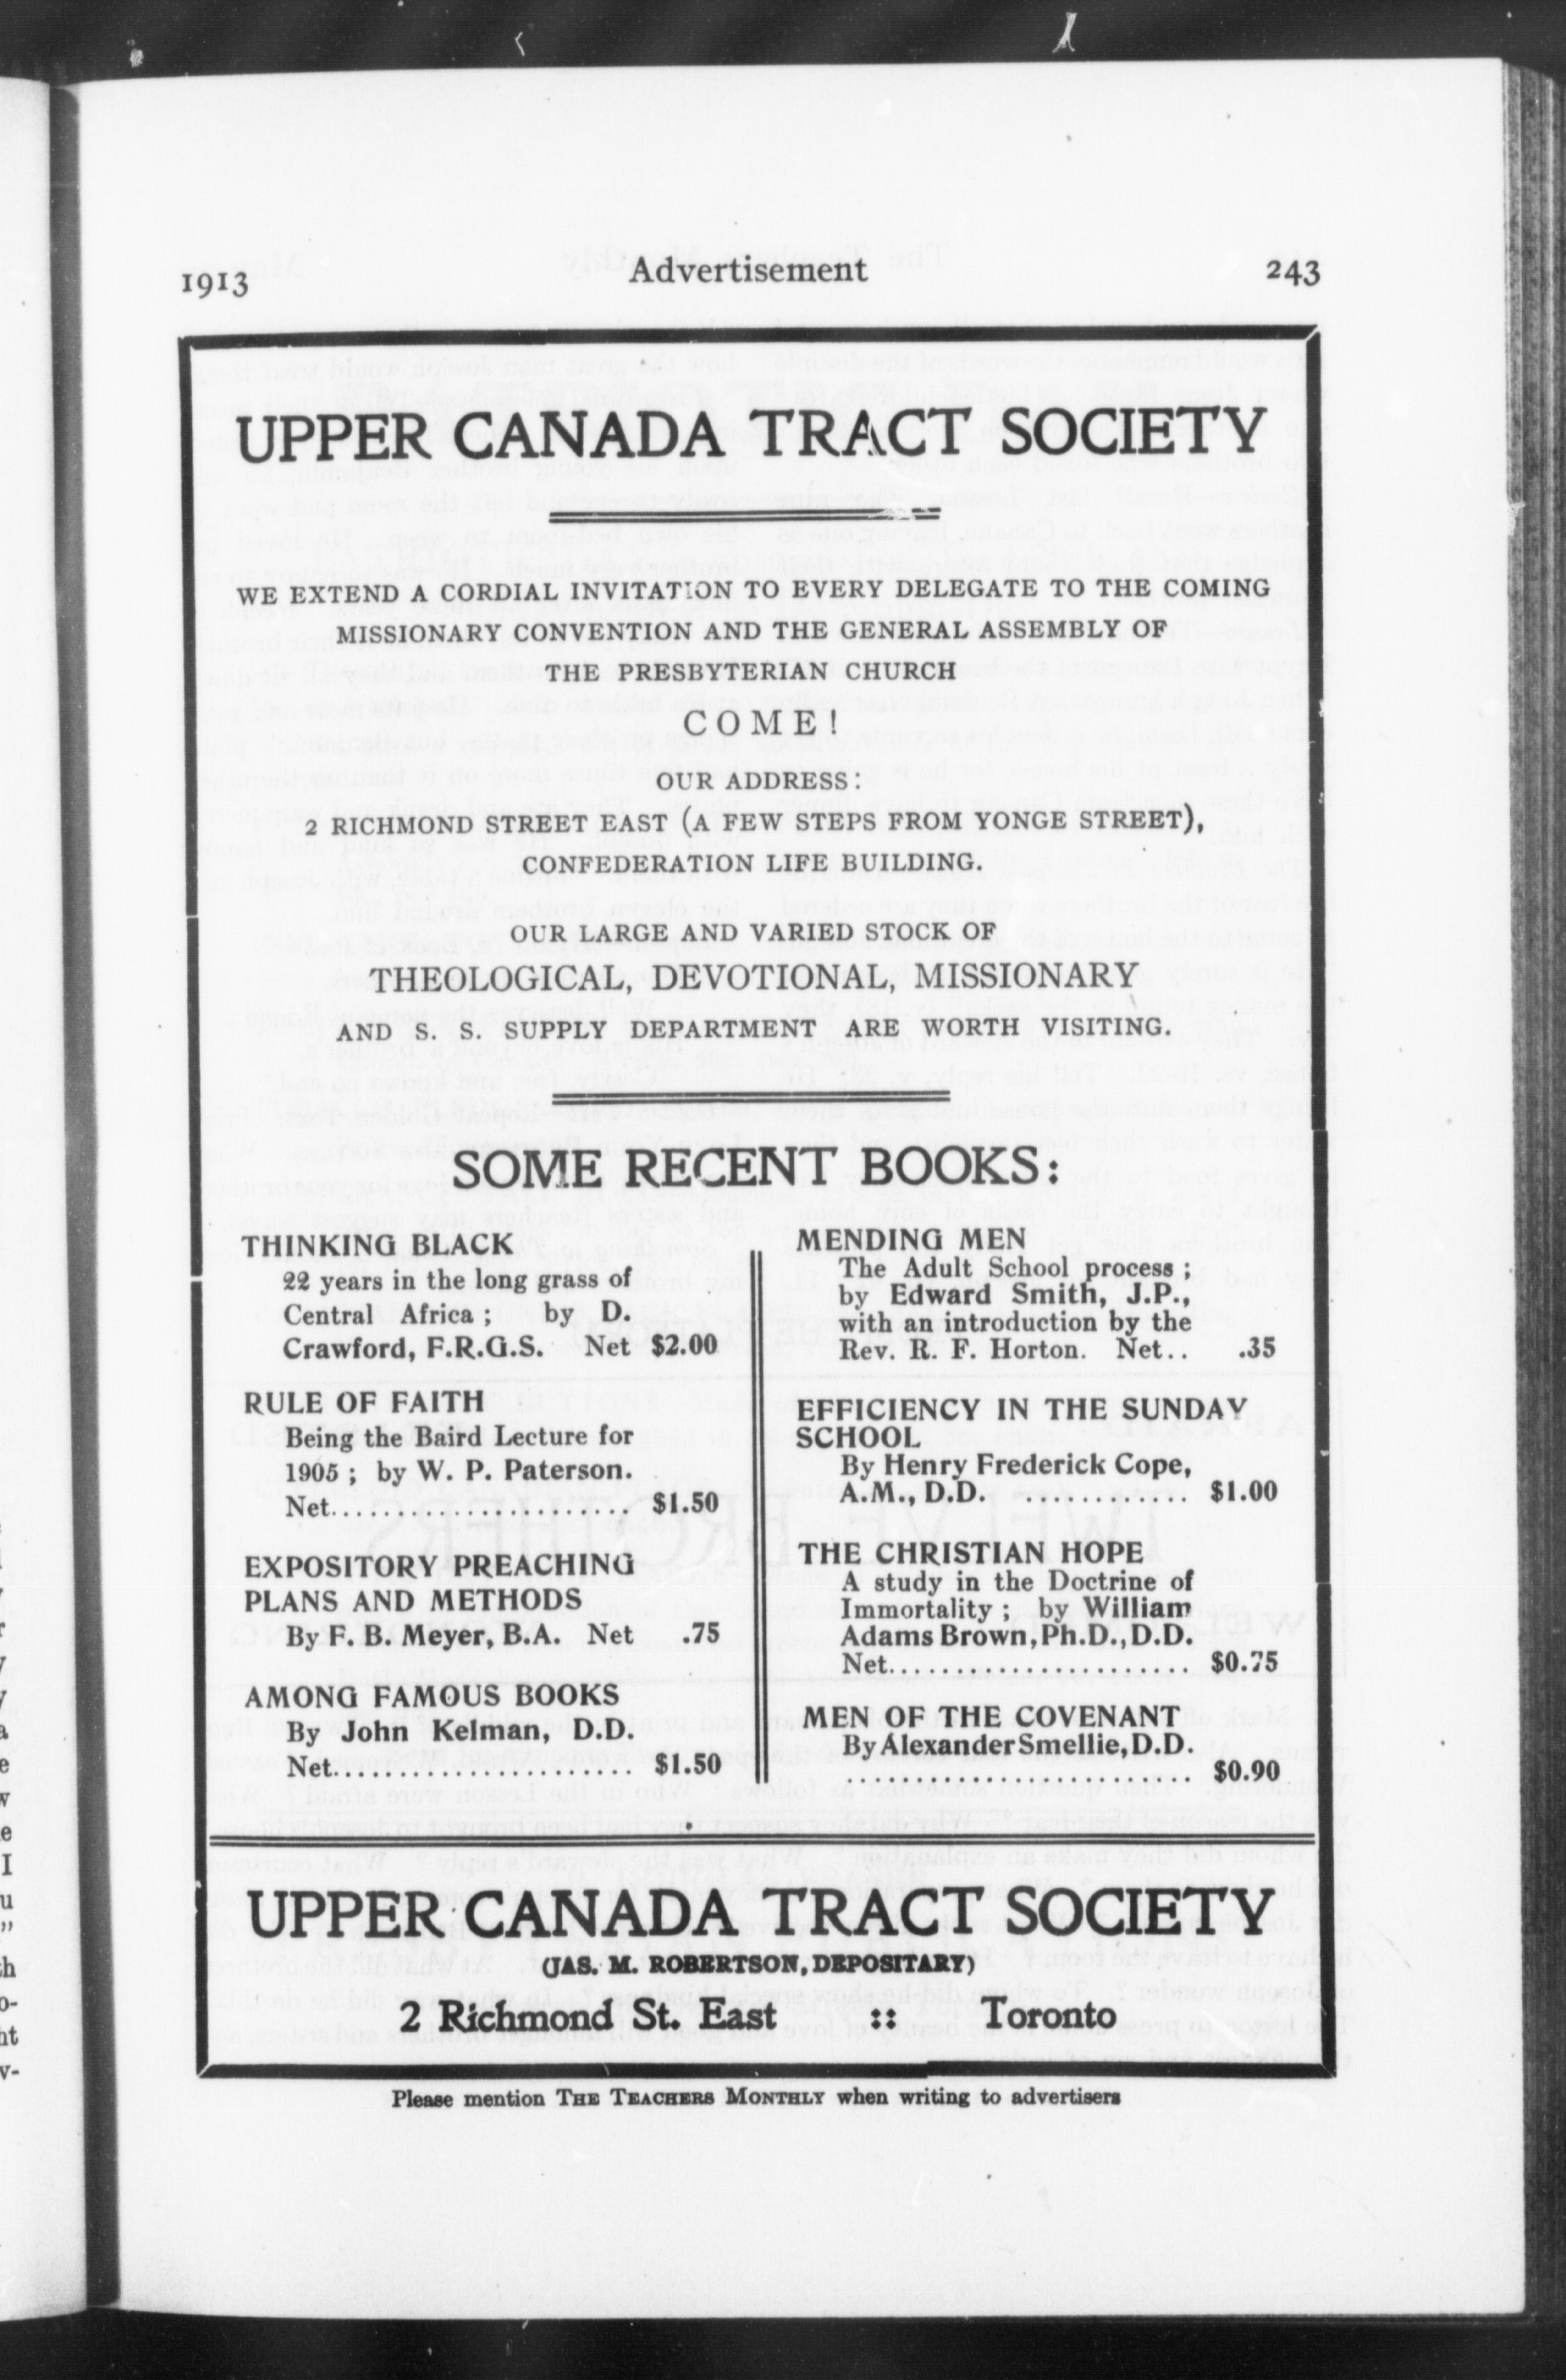 1913 Advertisement 243
UPPER CANADA TRACT SOCIETY
WE EXTEND A CORDIAL INVITATION TO EVERY DELEGATE TO THE COMING
MISSIONARY CONVENTION AND THE GENERAL ASSEMBLY OF
THE PRESBYTERIAN CHURCH
COME!
OUR ADDRESS:
2 RICHMOND STREET EAST (A FEW STEPS FROM YONGE STREET),
CONFEDERATION LIFE BUILDING.
OUR LARGE AND VARIED STOCK OF
THEOLOGICAL, DEVOTIONAL, MISSIONARY
AND S. S. SUPPLY DEPARTMENT ARE WORTH VISITING.
SOME RECENT BOOKS:
THINKING BLACK
22 years in the long grass of
Central Africa; by D.
Crawford, F.R.G.S. Net $2.00
RULE OF FAITH
Being the Baird Lecture for
1905; by W. P. Paterson.
Net...................... $1.50
EXPOSITORY PREACHING
PLANS AND METHODS
By F. B. Meyer, B.A. Net .75
AMONG FAMOUS BOOKS
By John Kelman, D.D.
Net...................... $1.50
MENDING MEN
The Adult School process;
by Edward Smith, J.P.,
with an introduction by the
Rev. R. F. Horton. Net.. .35
EFFICIENCY IN THE SUNDAY
SCHOOL
By Henry Frederick Cope,
A.M., D.D. ............ $1.00
THE CHRISTIAN HOPE
A study in the Doctrine of
Immortality; by William
Adams Brown, Ph.D., D.D.
Net...................... $0.75
MEN OF THE COVENANT
By Alexander Smellie, D.D.
......................... $0.90
UPPER CANADA TRACT SOCIETY
(JAS. M. ROBERTSON, DEPOSITARY)
2 Richmond St. East :: Toronto
Please mention THE TEACHERS MONTHLY when writing to advertisers